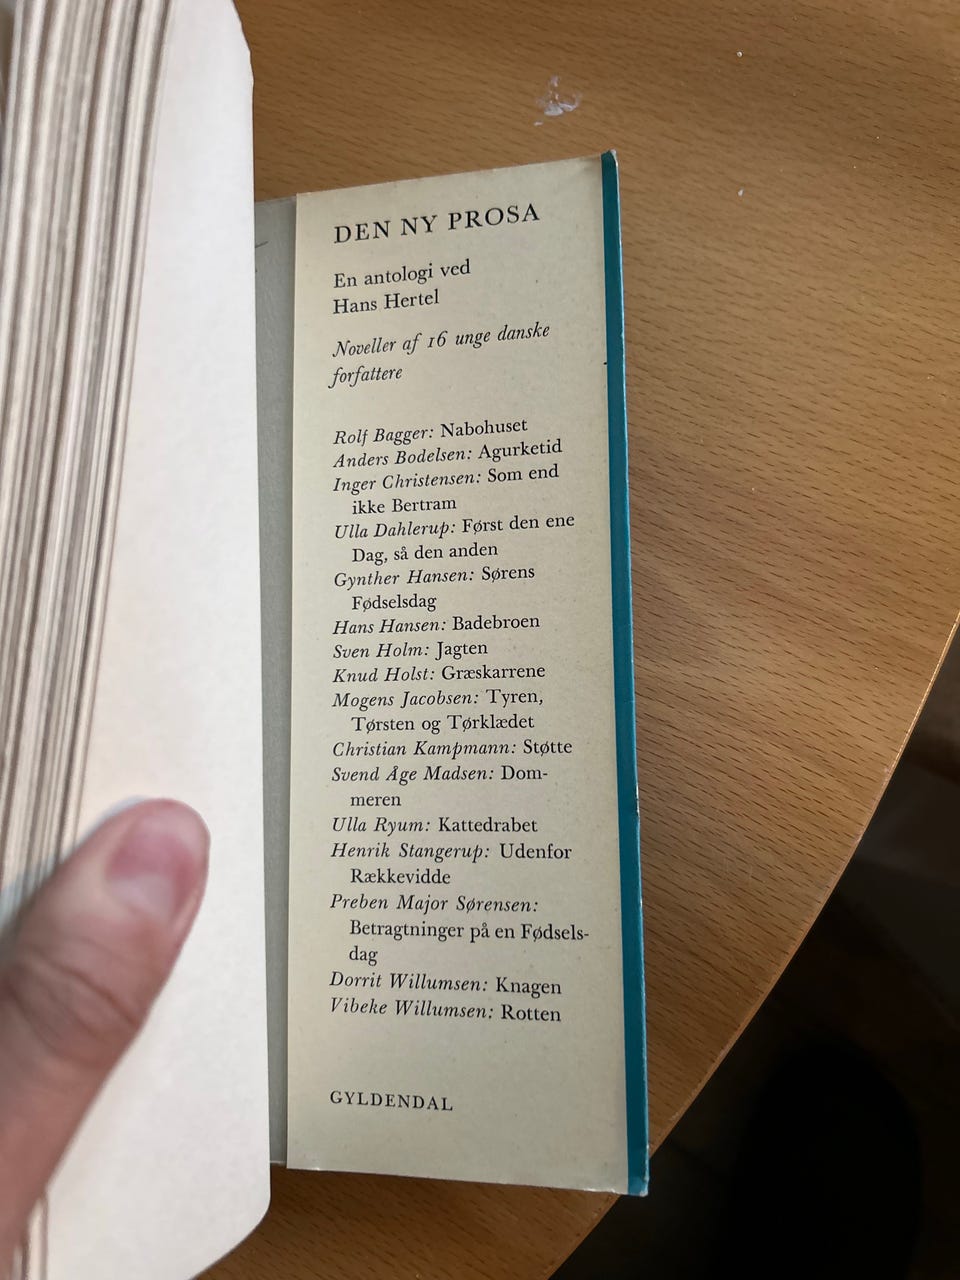 DEN NY PROSA
En antologi ved
Hans Hertel
Noveller af 16 unge danske
forfattere
Rolf Bagger: Nabohuset
Anders Bodelsen: Agurketid
Inger Christensen: Som end
ikke Bertram
Ulla Dahlerup: Først den ene
Dag, så den anden
Gynther Hansen: Sørens
Fødselsdag
Hans Hansen: Badebroen
Sven Holm: Jagten
Knud Holst: Græskarrene
Mogens Jacobsen: Tyren,
Tørsten og Tørklædet
Christian Kampmann: Støtte
Svend Åge Madsen: Dom-
meren
Ulla Ryum: Kattedrabet
Henrik Stangerup: Udenfor
Rækkevidde
Preben Major Sørensen:
Betragtninger på en Fødsels-
dag
Dorrit Willumsen: Knagen
Vibeke Willumsen: Rotten
GYLDENDAL